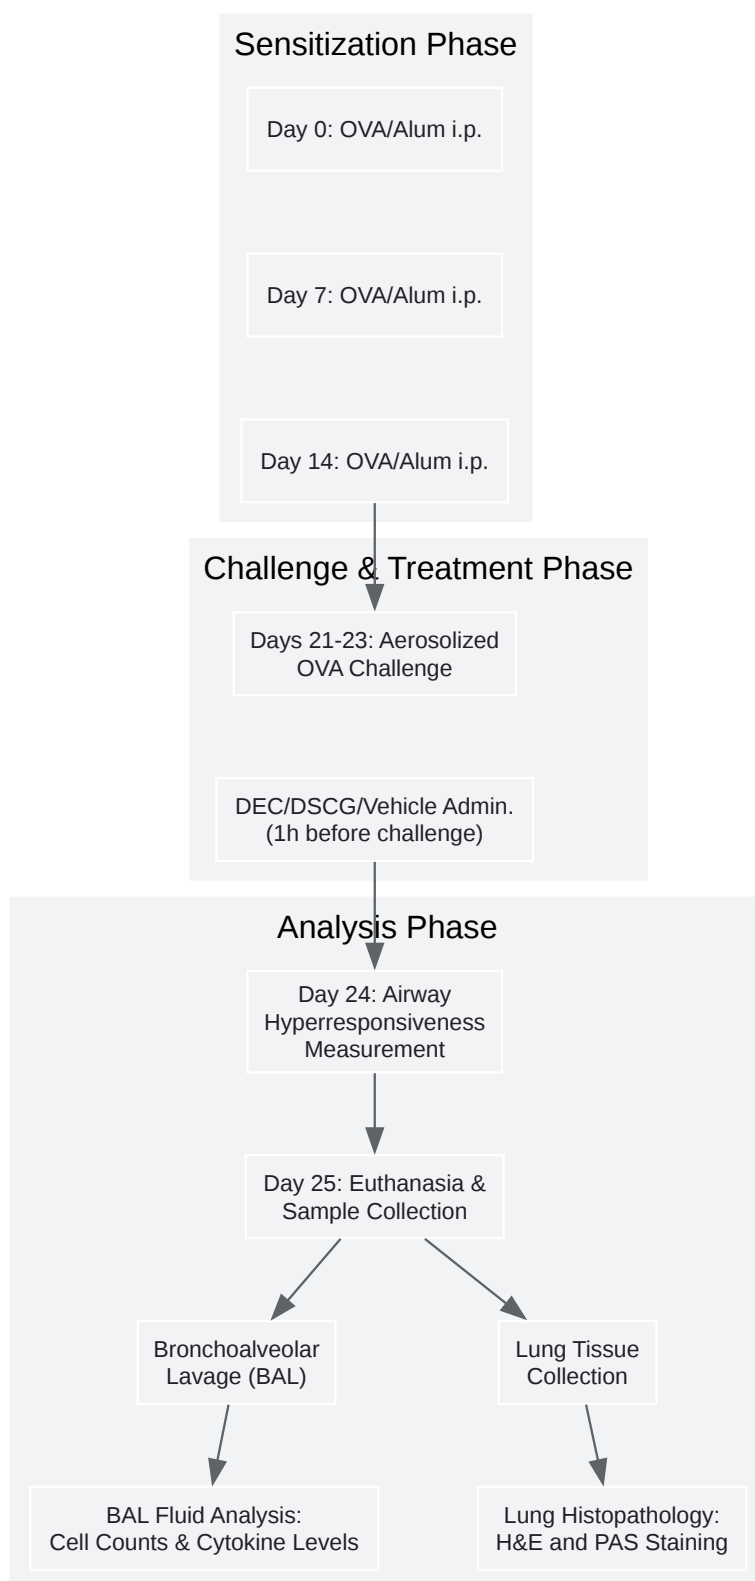 Sensitization Phase
Day 0: OVA/Alum i.p.
Day 7: OVA/Alum i.p.
Day 14: OVA/Alum i.p.
Challenge & Treatment Phase
Days 21-23: Aerosolized
OVA Challenge
DEC/DSCG/Vehicle Admin.
(1h before challenge)
Analysis Phase
Day 24: Airway
Hyperresponsiveness
Measurement
Day 25: Euthanasia &
Sample Collection
Bronchoalveolar
Lavage (BAL)
Lung Tissue
Collection
BAL Fluid Analysis:
Cell Counts & Cytokine Levels
Lung Histopathology:
H&E and PAS Staining